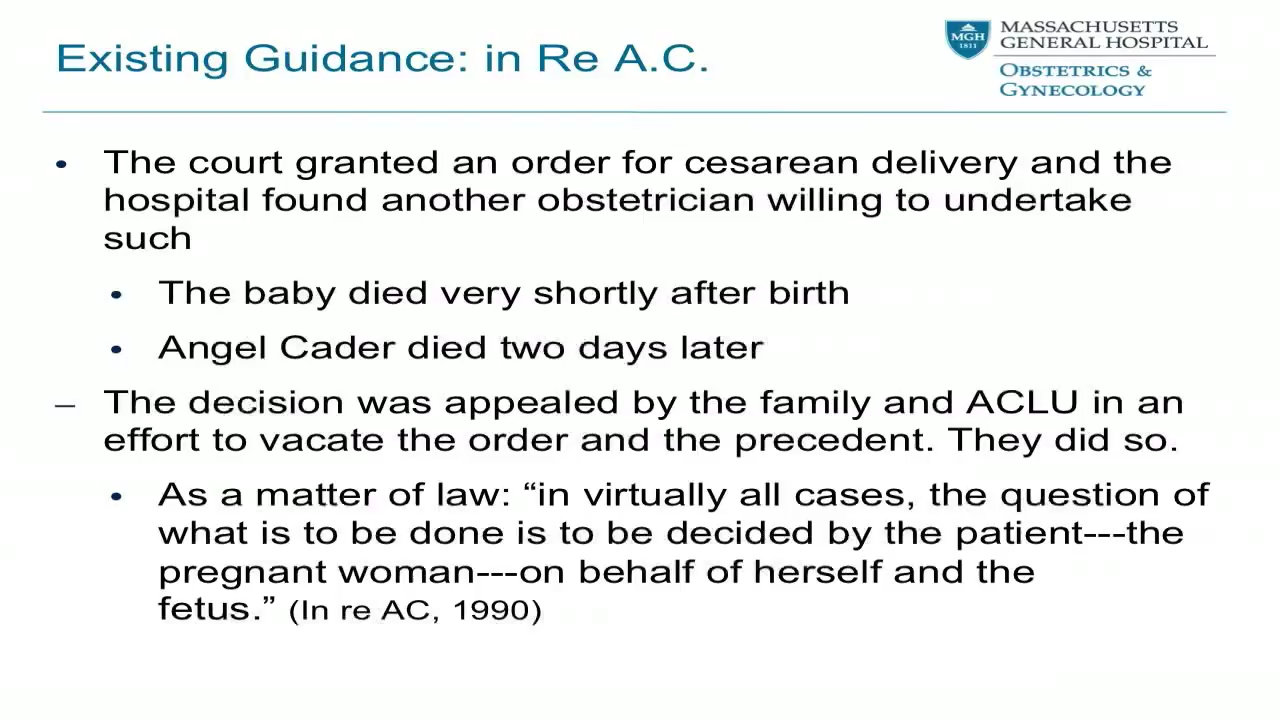 Existing Guidance: in Re A.C.
MGH
1811
MASSACHUSETTS
GENERAL HOSPITAL
OBSTETRICS &
GYNECOLOGY
• The court granted an order for cesarean delivery and the
hospital found another obstetrician willing to undertake
such
• The baby died very shortly after birth
• Angel Cader died two days later
– The decision was appealed by the family and ACLU in an
effort to vacate the order and the precedent. They did so.
• As a matter of law: “in virtually all cases, the question of
what is to be done is to be decided by the patient---the
pregnant woman---on behalf of herself and the
fetus.” (In re AC, 1990)